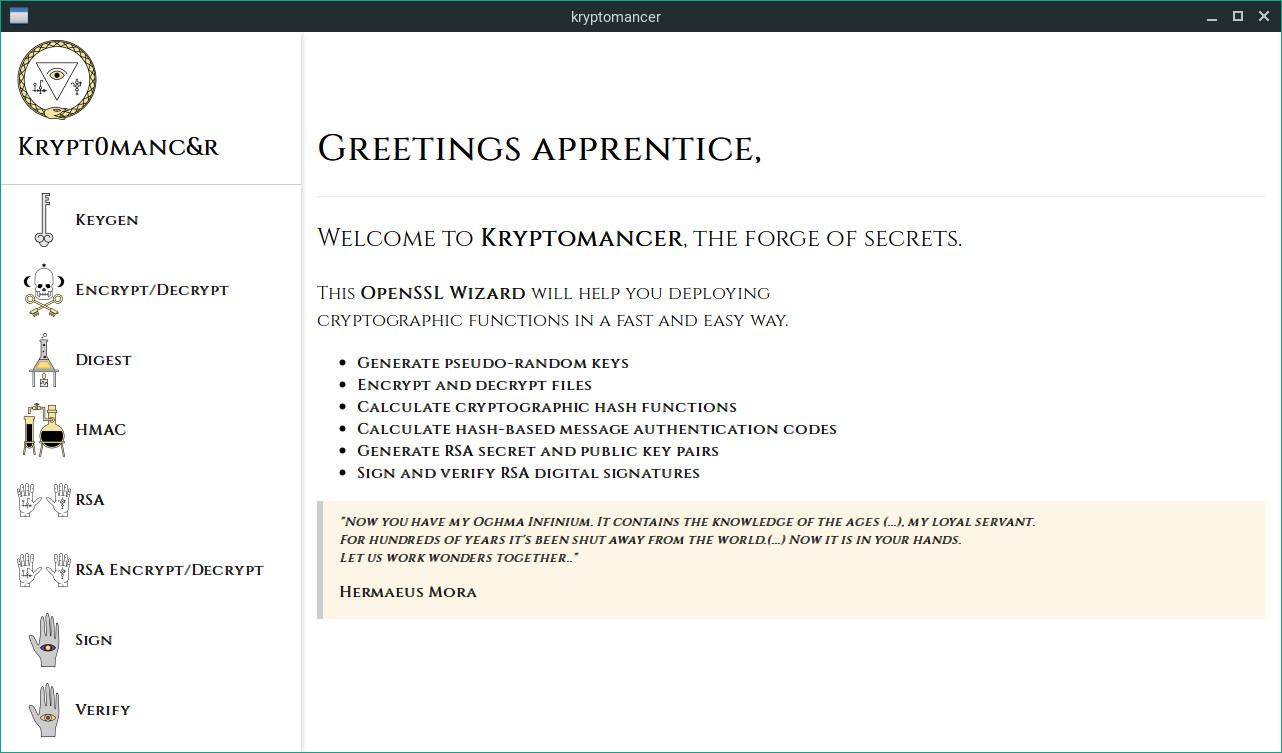 kryptomancer
Krypt0manc&r
Keygen
Encrypt/Decrypt
Digest
HMAC
RSA
RSA Encrypt/Decrypt
Sign
Verify
Greetings apprentice,
Welcome to Kryptomancer, the forge of secrets.
This OpenSSL Wizard will help you deploying
cryptographic functions in a fast and easy way.
Generate pseudo-random keys
Encrypt and decrypt files
Calculate cryptographic hash functions
Calculate hash-based message authentication codes
Generate RSA secret and public key pairs
Sign and verify RSA digital signatures
"Now you have my Oghma Infinium. It contains the knowledge of the ages (...), my loyal servant.
For hundreds of years it's been shut away from the world.(...) Now it is in your hands.
Let us work wonders together.."
Hermaeus Mora